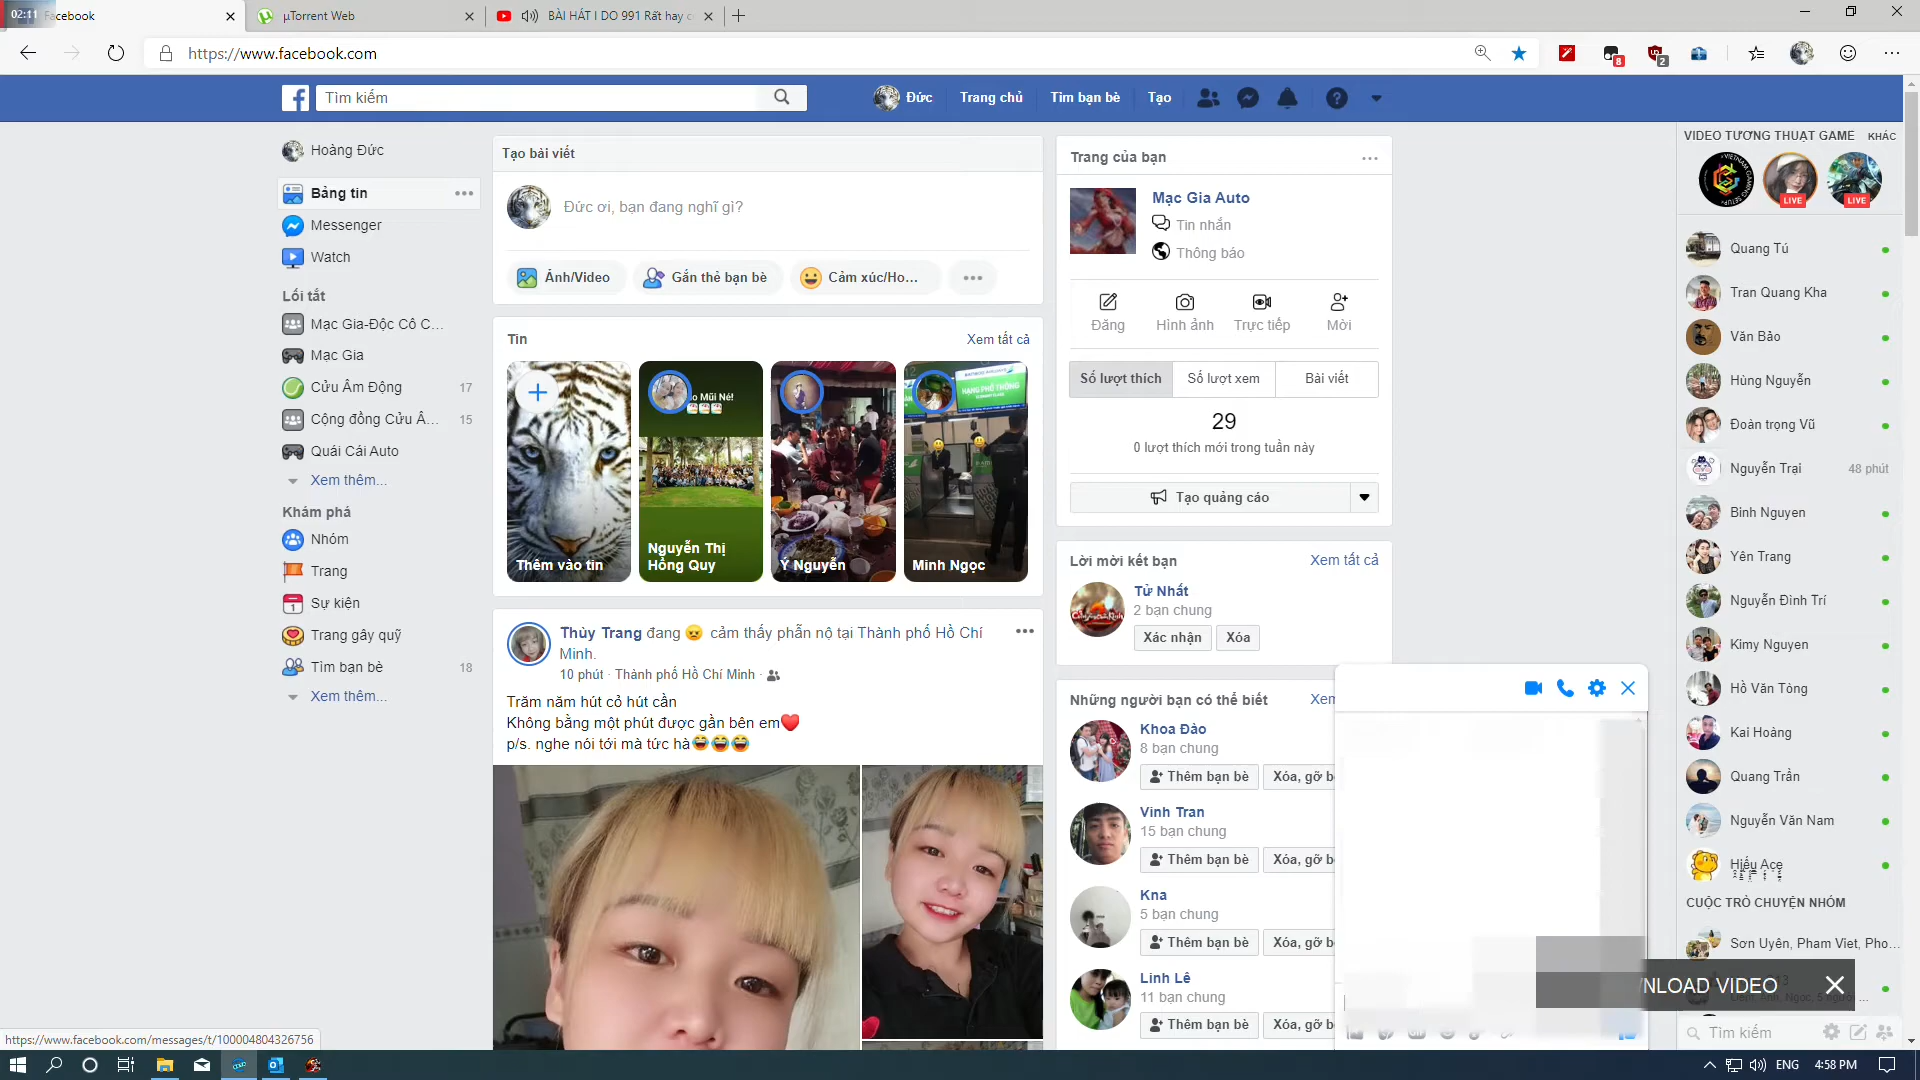 02:11
Facebook
µTorrent Web
BÀI HÁT I DO 991 Rất hay c
https://www.facebook.com
8
2
Tìm kiếm
Đức
Trang chủ
Tìm bạn bè
Tạo
Hoàng Đức
Bảng tin
Messenger
Watch
Lối tắt
Mạc Gia-Độc Cô C...
Mạc Gia
Cửu Âm Động
17
Cộng đồng Cửu Â...
15
Quái Cái Auto
Xem thêm...
Khám phá
Nhóm
Trang
Sự kiện
Trang gây quỹ
Tìm bạn bè
18
Xem thêm...
Tạo bài viết
Đức ơi, bạn đang nghĩ gì?
Ảnh/Video
Gắn thẻ bạn bè
Cảm xúc/Ho...
Tin
Xem tất cả
Thêm vào tin
o Mũi Né!
Nguyễn Thị
Hồng Quy
Ý Nguyễn
HẠNG PHỔ THÔNG
Minh Ngọc
Thùy Trang đang 😠 cảm thấy phẫn nộ tại Thành phố Hồ Chí
Minh.
10 phút · Thành phố Hồ Chí Minh ·
Trăm năm hút cỏ hút cần
Không bằng một phút được gần bên em❤️
p/s. nghe nói tới mà tức hà😂😂😂
Trang của bạn
Mạc Gia Auto
Tin nhắn
Thông báo
Đăng
Hình ảnh
Trực tiếp
Mời
Số lượt thích
Số lượt xem
Bài viết
29
0 lượt thích mới trong tuần này
Tạo quảng cáo
Lời mời kết bạn
Xem tất cả
Tử Nhất
2 bạn chung
Xác nhận
Xóa
Những người bạn có thể biết
Xem
Khoa Đào
8 bạn chung
Thêm bạn bè
Xóa, gỡ b
Vinh Tran
15 bạn chung
Thêm bạn bè
Xóa, gỡ b
Kna
5 bạn chung
Thêm bạn bè
Xóa, gỡ b
Linh Lê
11 bạn chung
Thêm bạn bè
Xóa, gỡ b
VIDEO TƯỜNG THUẬT GAME
KHÁC
LIVE
LIVE
Quang Tú
Tran Quang Kha
Văn Bảo
Hùng Nguyễn
Đoàn trọng Vũ
Nguyễn Trại
48 phút
Bình Nguyen
Yên Trang
Nguyễn Đình Trí
Kimy Nguyen
Hồ Văn Tòng
Kai Hoàng
Quang Trần
Nguyễn Văn Nam
Hiếu Ace
CUỘC TRÒ CHUYỆN NHÓM
Sơn Uyên, Pham Viet, Pho...
NLOAD VIDEO
Tìm kiếm
https://www.facebook.com/messages/t/100004804326756
ENG
4:58 PM